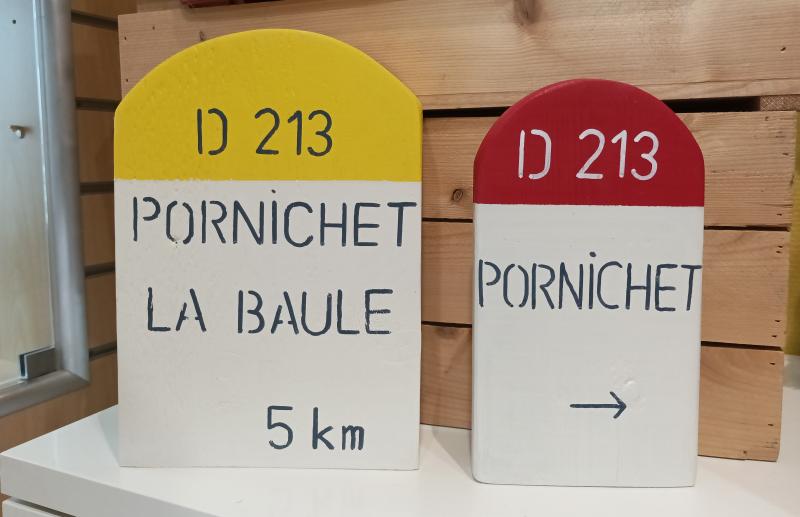 D 213
PORNiCHET
LA BAULE
5 km
D 213
PORNiCHET
→